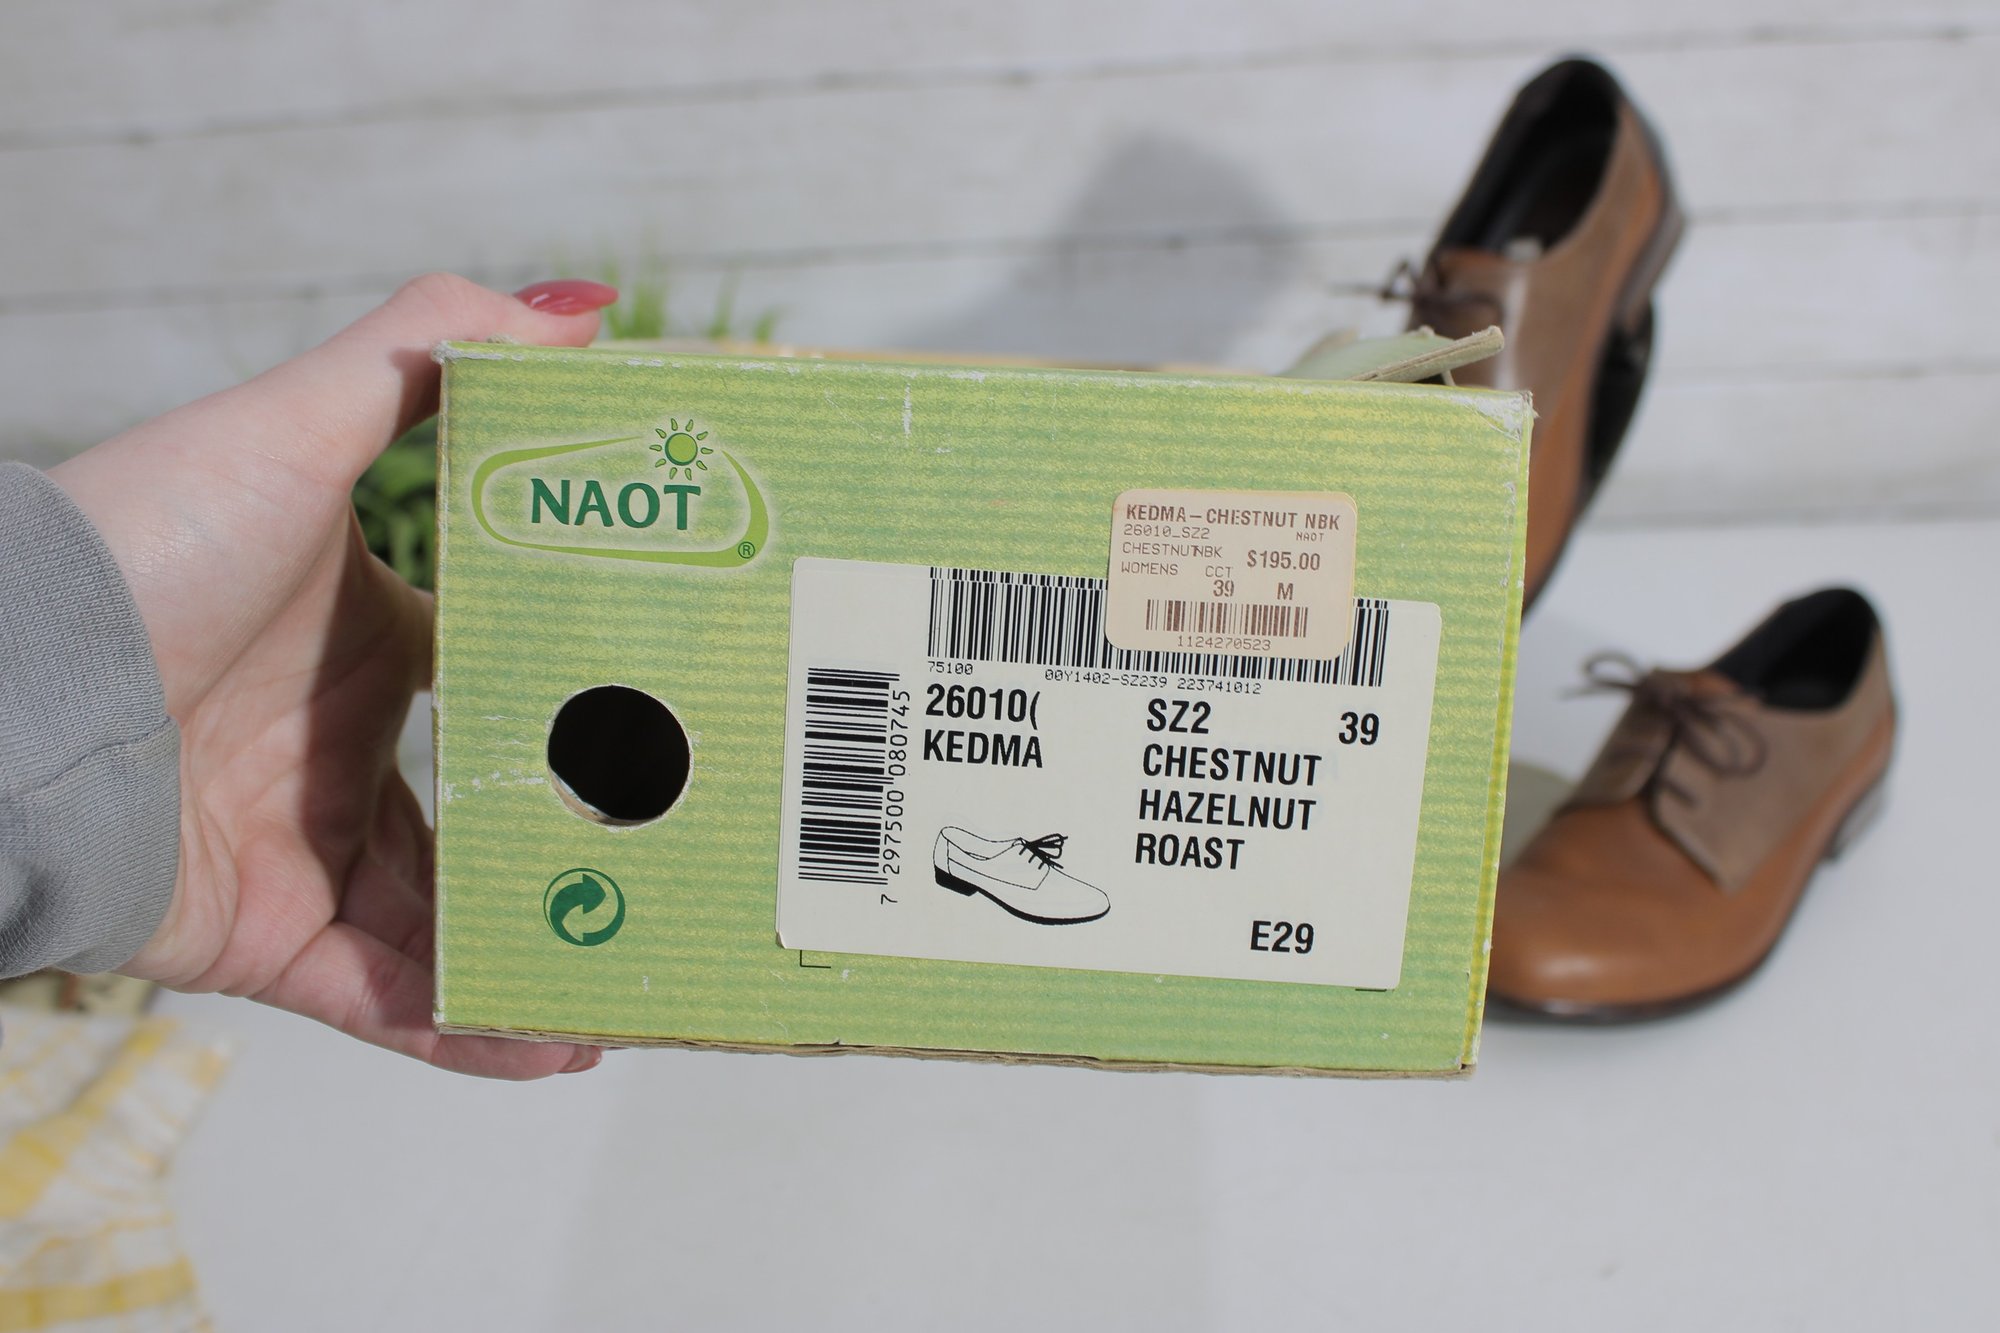 NAOT
®
KEDMA-CHESTNUT NBK
26010_SZ2
NAOT
CHESTNUTNBK
$195.00
WOMENS CCT
39 M
1124270523
75100 00Y1402-SZ239 223741012
26010( SZ2 39
KEDMA CHESTNUT
HAZELNUT
ROAST
E29
7 297500 080745